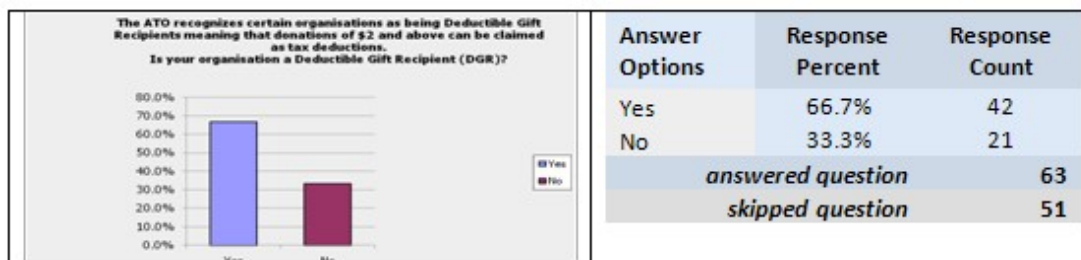 The ATO recognizes certain organisations as being Deductible Gift
Recipients meaning that donations of $2 and above can be claimed
as tax deductions.
Is your organisation a Deductible Gift Recipient (DGR)?
80.0%
70.0%
60.0%
50.0%
40.0%
30.0%
20.0%
10.0%
0.0%
Yes No
Yes
No
Answer Options Response Percent Response Count
Yes 66.7% 42
No 33.3% 21
answered question 63
skipped question 51